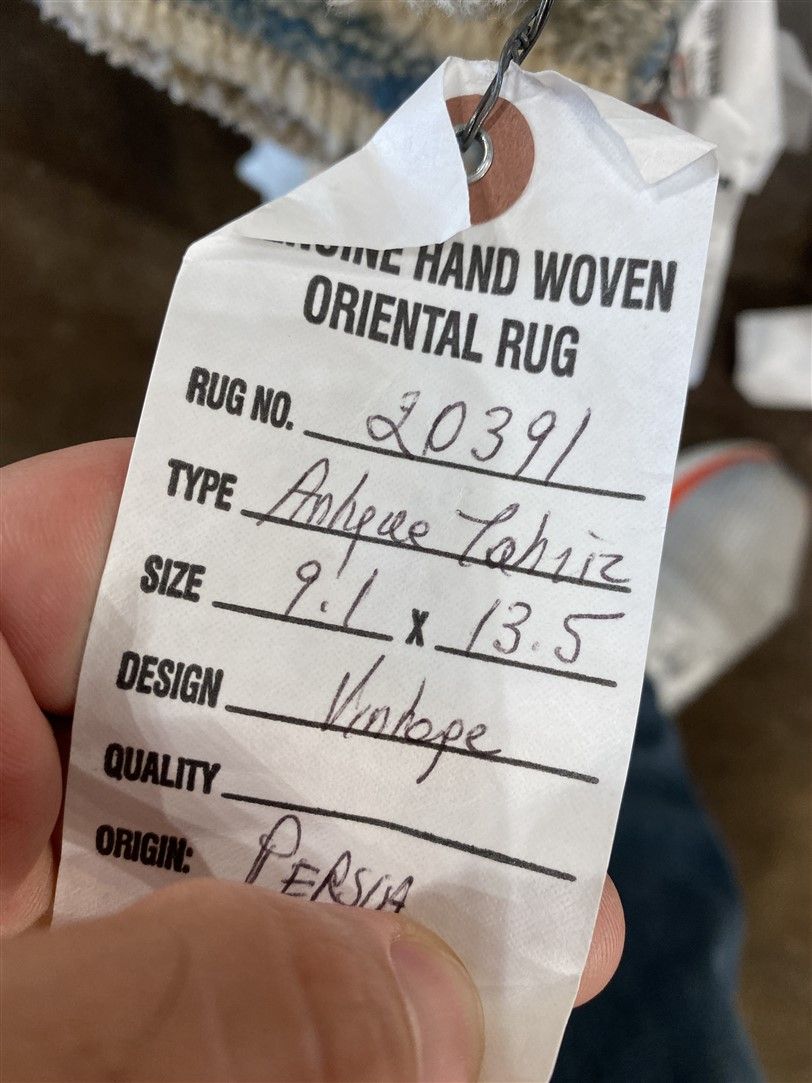 HAND WOVEN
ORIENTAL RUG
RUG NO. 20391
TYPE Antique Tabriz
SIZE 9.1 X 13.5
DESIGN Vintage
QUALITY
ORIGIN: PERSIA